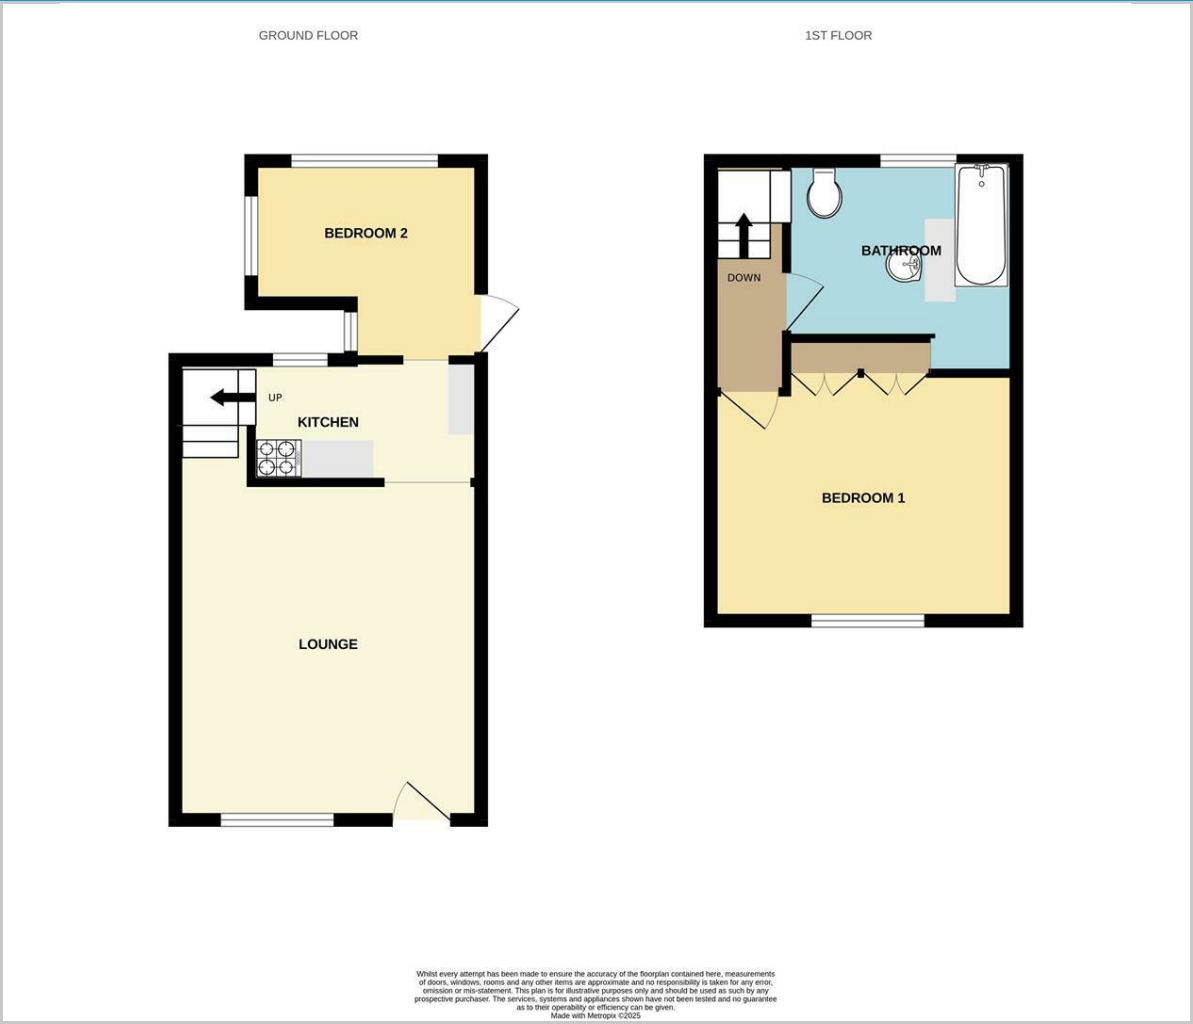 GROUND FLOOR
1ST FLOOR
BEDROOM 2
BATHROOM
DOWN
UP
KITCHEN
BEDROOM 1
LOUNGE
Whilst every attempt has been made to ensure the accuracy of the floorplan contained here, measurements
of doors, windows, rooms and any other items are approximate and no responsibility is taken for any error,
omission or mis-statement. This plan is for illustrative purposes only and should be used as such by any
prospective purchaser. The services, systems and appliances shown have not been tested and no guarantee
as to their operability or efficiency can be given.
Made with Metropix ©2025